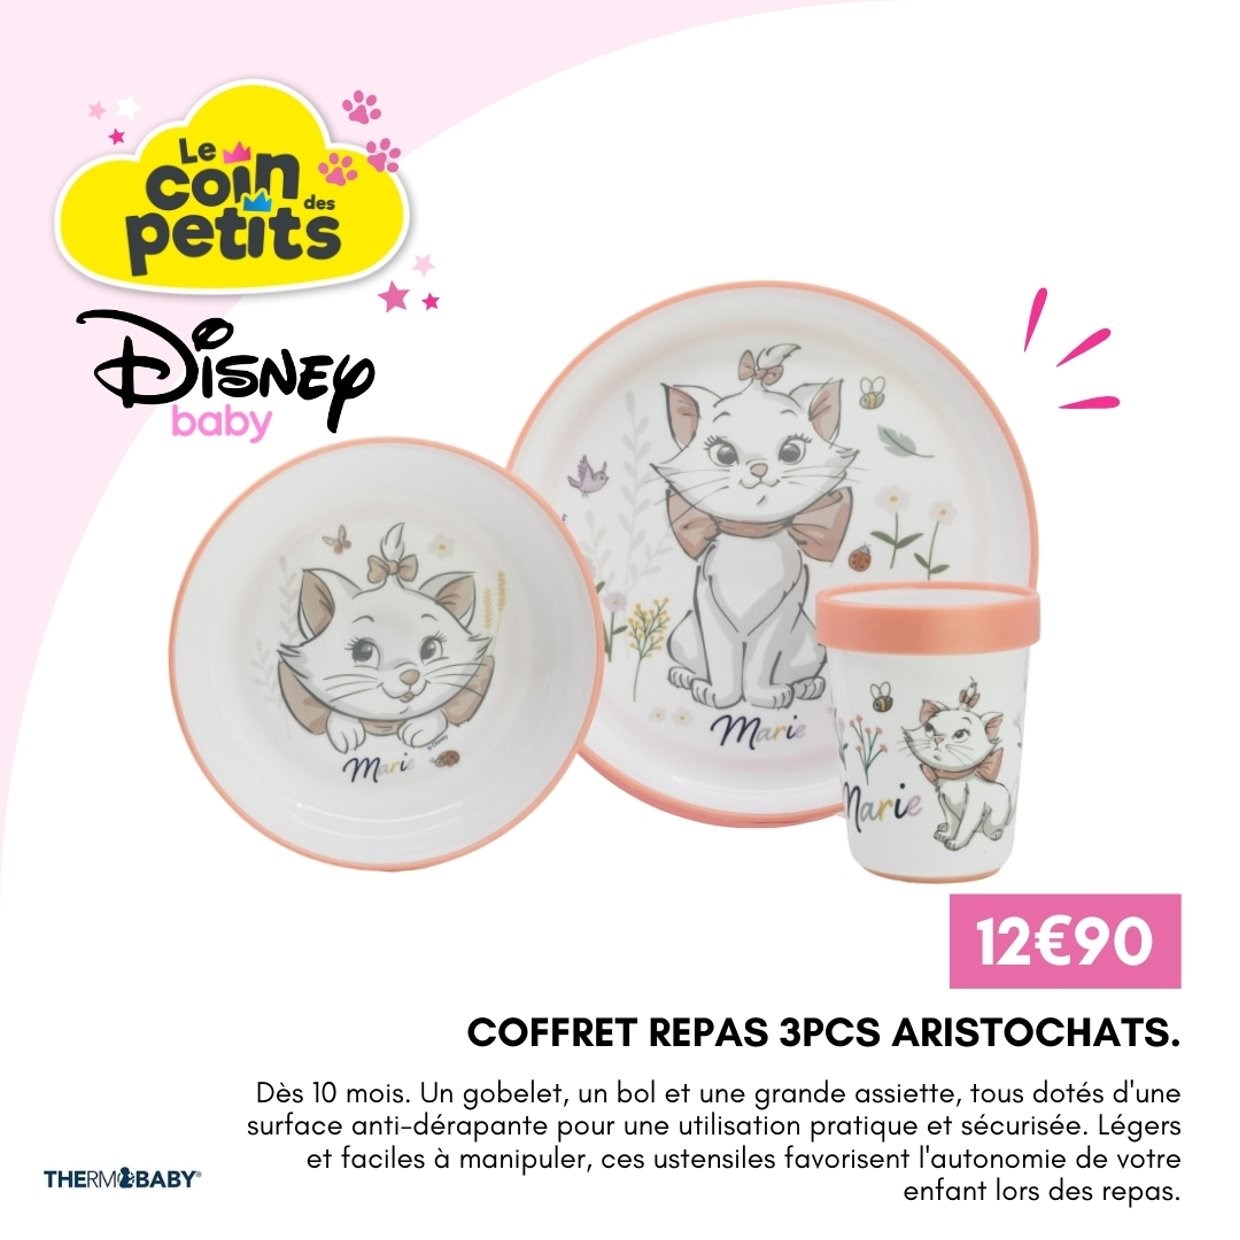 Le
coin
des
petits
Disney
baby
Marie
Marie
© Disney
Marie
12€90
COFFRET REPAS 3PCS ARISTOCHATS.
Dès 10 mois. Un gobelet, un bol et une grande assiette, tous dotés d'une
surface anti-dérapante pour une utilisation pratique et sécurisée. Légers
et faciles à manipuler, ces ustensiles favorisent l'autonomie de votre
enfant lors des repas.
THERMOBABY®